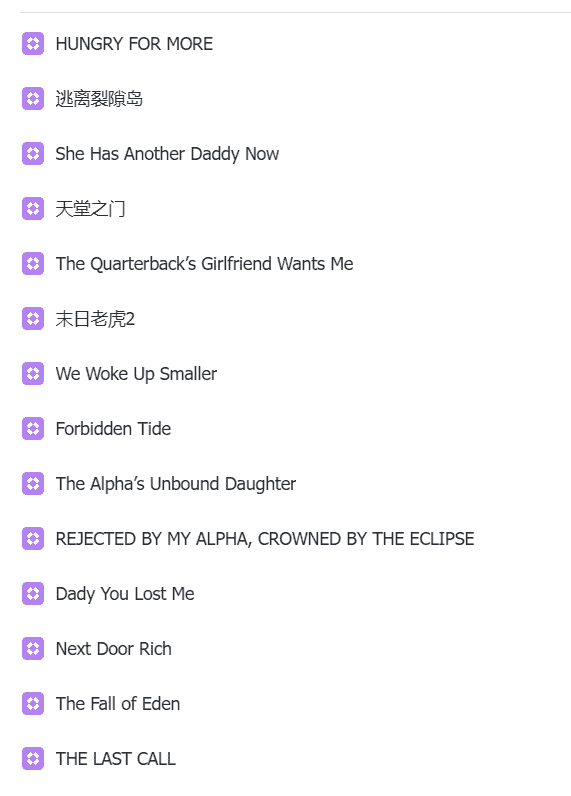 HUNGRY FOR MORE
逃离裂隙岛
She Has Another Daddy Now
天堂之门
The Quarterback’s Girlfriend Wants Me
末日老虎2
We Woke Up Smaller
Forbidden Tide
The Alpha’s Unbound Daughter
REJECTED BY MY ALPHA, CROWNED BY THE ECLIPSE
Dady You Lost Me
Next Door Rich
The Fall of Eden
THE LAST CALL